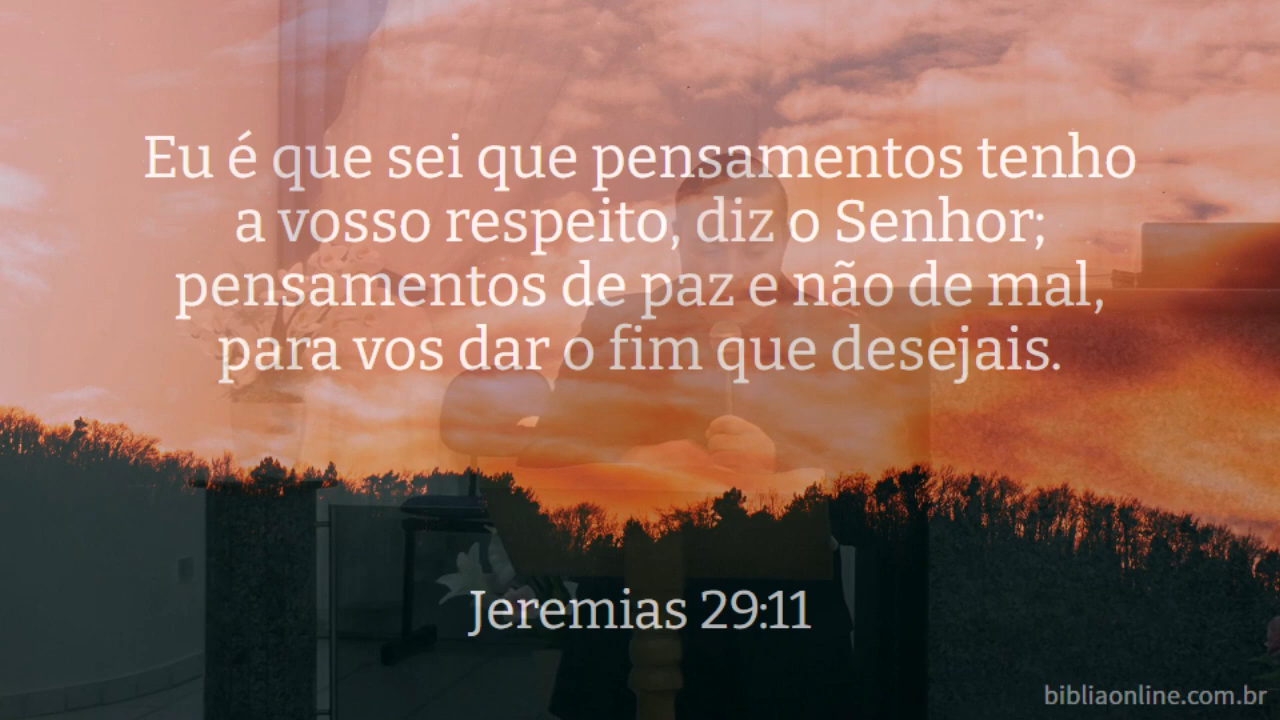 Eu é que sei que pensamentos tenho
a vosso respeito, diz o Senhor;
pensamentos de paz e não de mal,
para vos dar o fim que desejais.
Jeremias 29:11
bibliaonline.com.br